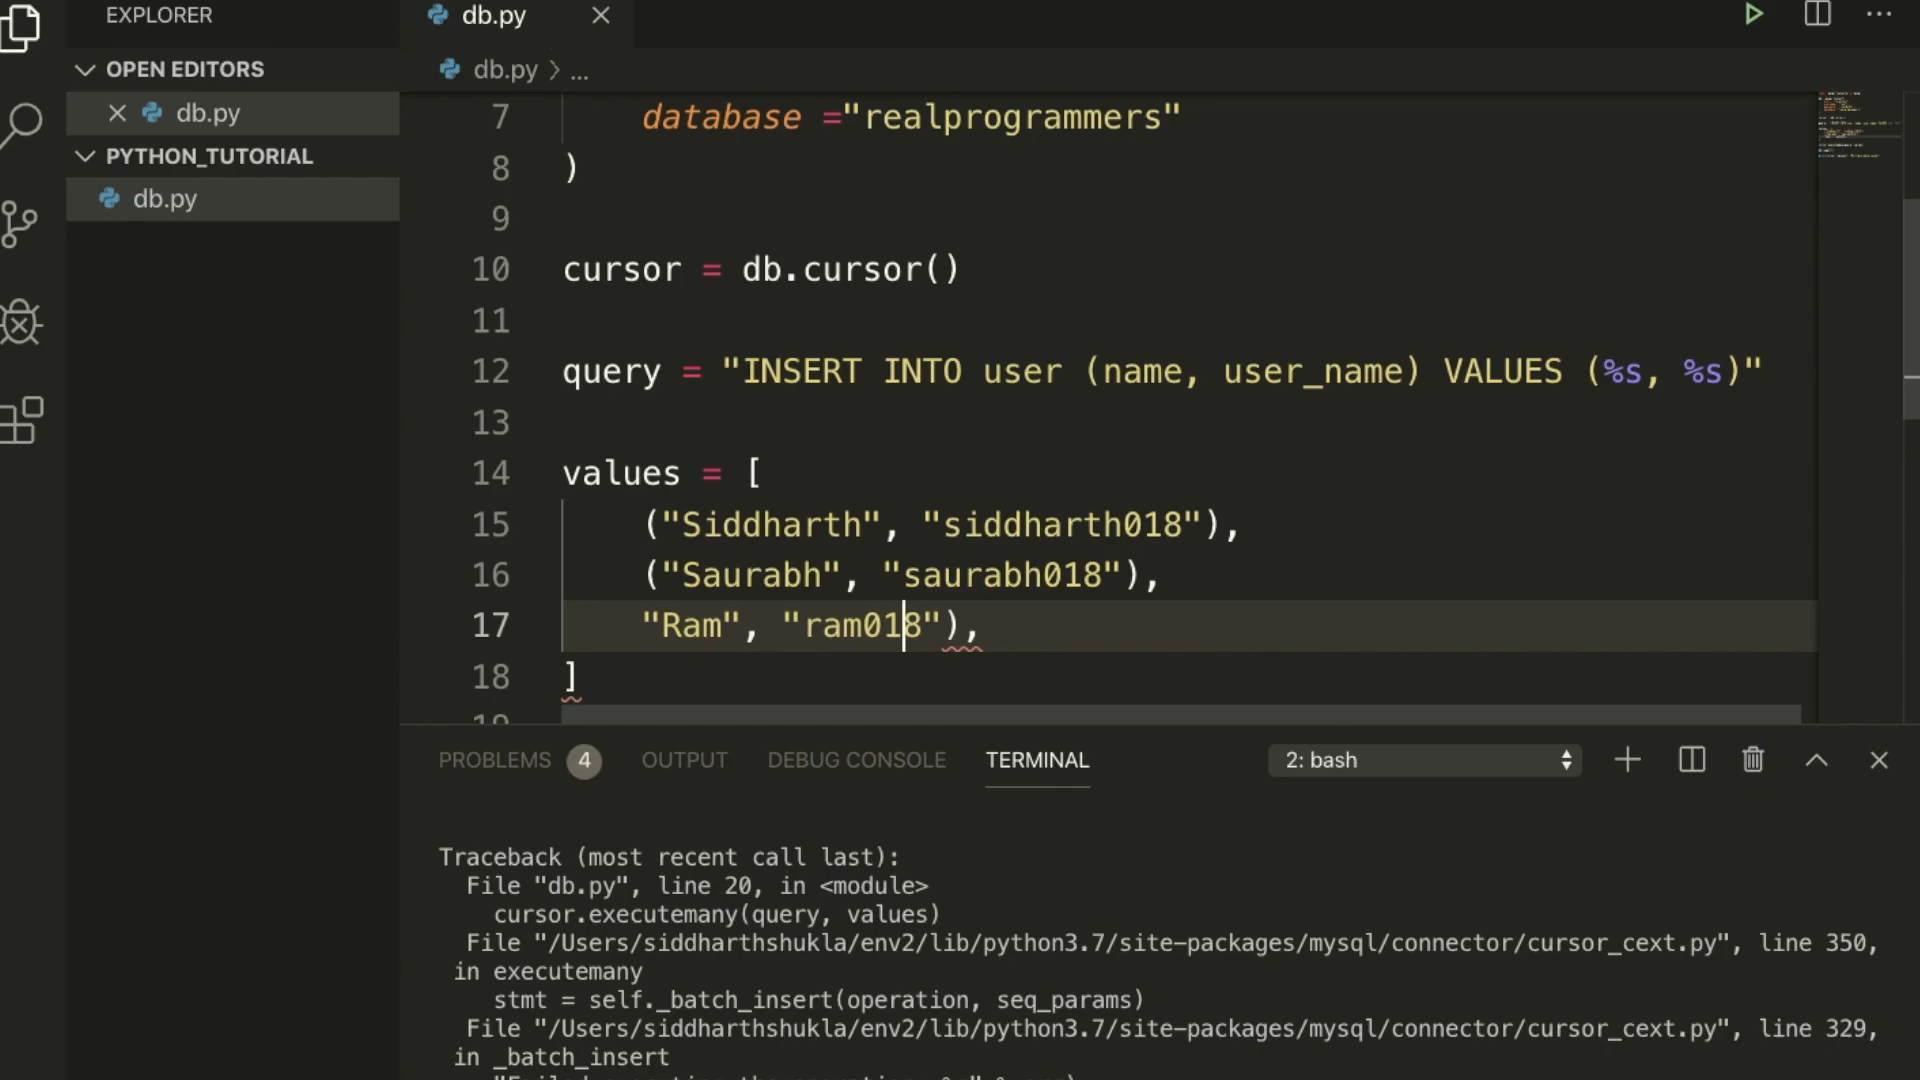 EXPLORER
OPEN EDITORS
db.py
PYTHON_TUTORIAL
db.py
db.py
db.py > ...
7 database ="realprogrammers"
8 )
9
10 cursor = db.cursor()
11
12 query = "INSERT INTO user (name, user_name) VALUES (%s, %s)"
13
14 values = [
15 ("Siddharth", "siddharth018"),
16 ("Saurabh", "saurabh018"),
17 "Ram", "ram018"),
18 ]
PROBLEMS 4 OUTPUT DEBUG CONSOLE TERMINAL 2: bash
Traceback (most recent call last):
File "db.py", line 20, in <module>
cursor.executemany(query, values)
File "/Users/siddharthshukla/env2/lib/python3.7/site-packages/mysql/connector/cursor_cext.py", line 350,
in executemany
stmt = self._batch_insert(operation, seq_params)
File "/Users/siddharthshukla/env2/lib/python3.7/site-packages/mysql/connector/cursor_cext.py", line 329,
in _batch_insert